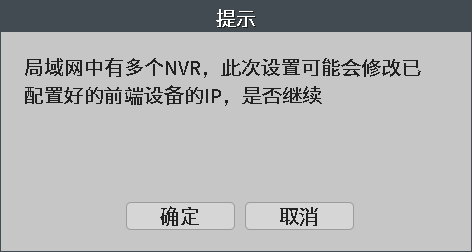 提示
局域网中有多个NVR，此次设置可能会修改已
配置好的前端设备的IP，是否继续
确定
取消